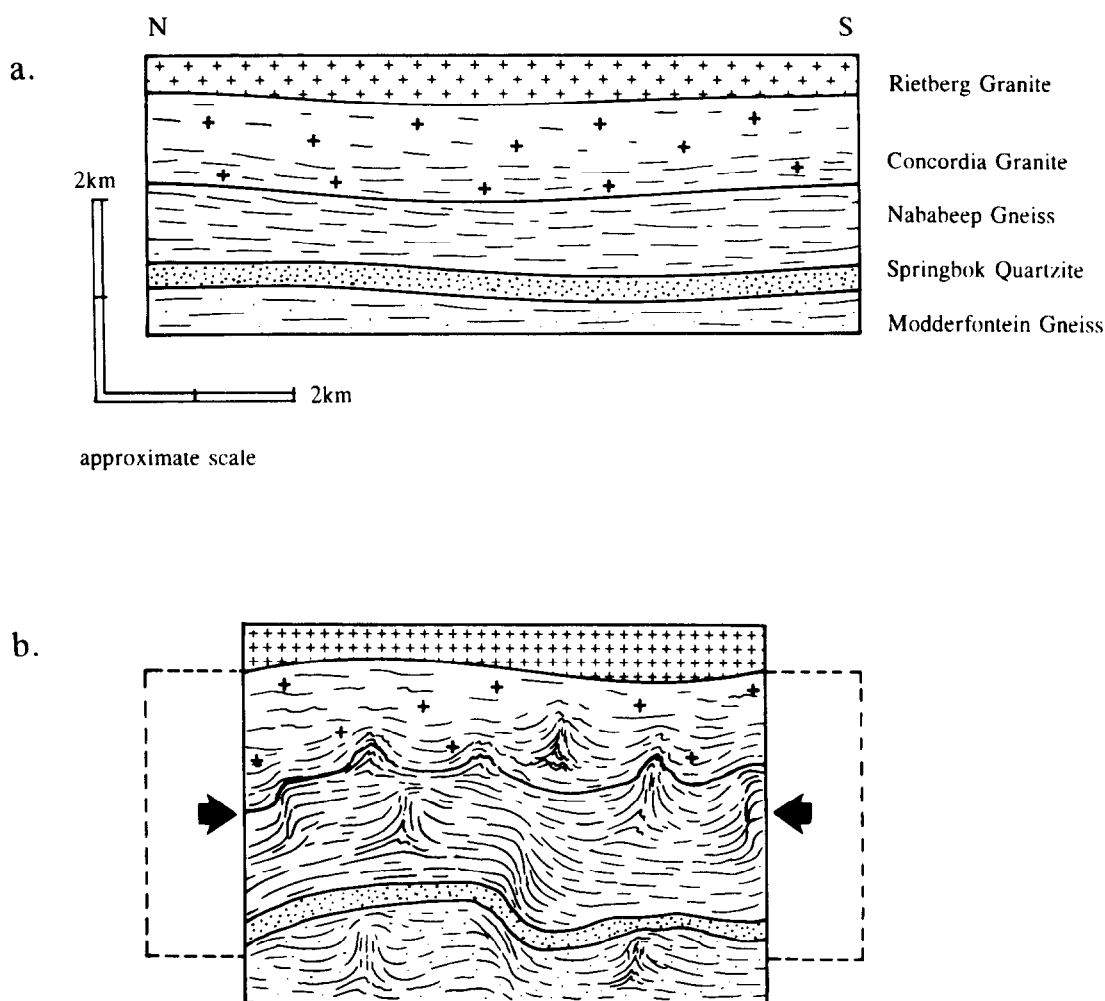 N S
a.
Rietberg Granite
Concordia Granite
2km
Nababeep Gneiss
Springbok Quartzite
Modderfontein Gneiss
2km
approximate scale
b.